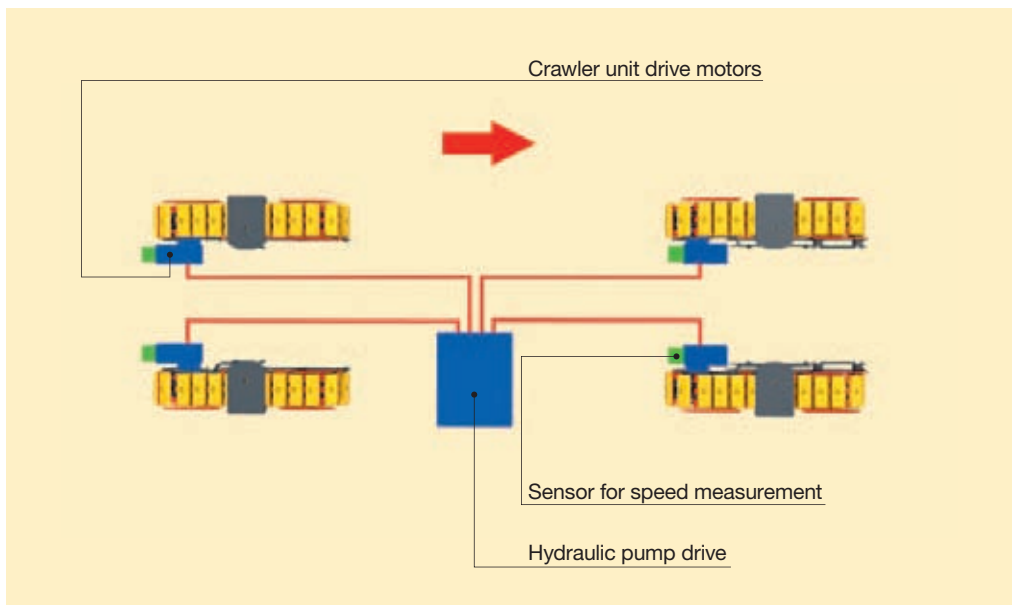 Crawler unit drive motors
Sensor for speed measurement
Hydraulic pump drive